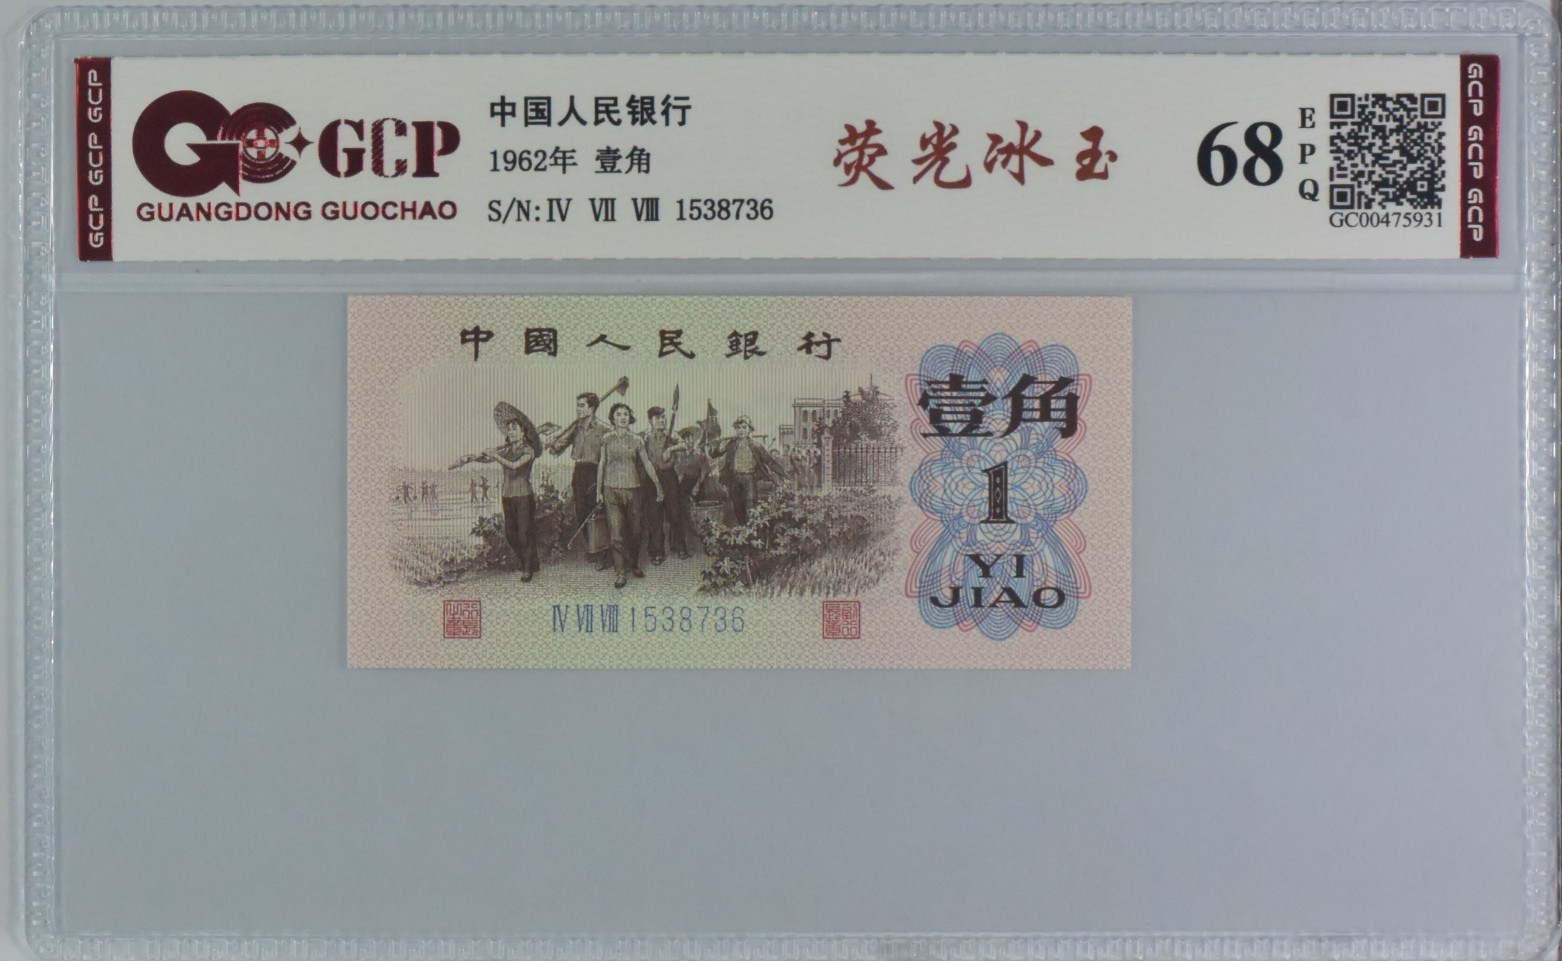 GCP GCP GCP
GCP
GUANGDONG GUOCHAO
中国人民银行
1962年 壹角
S/N:Ⅳ Ⅶ Ⅷ 1538736
荧光冰玉
68
EPQ
GC00475931
GCP GCP GCP
中國人民銀行
壹角
1
YI
JIAO
Ⅳ Ⅶ Ⅷ 1538736